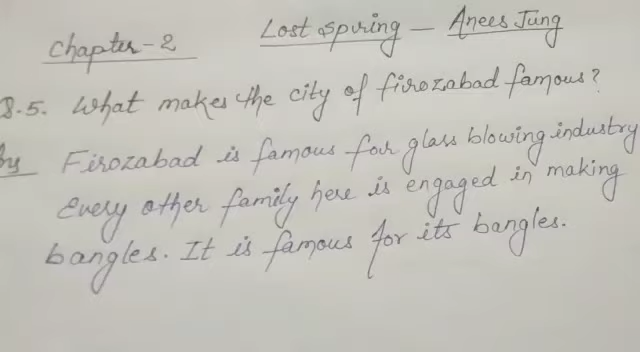 Chapter-2 Lost Spring - Anees Jung
8.5. What makes the city of Firozabad famous?
Firozabad is famous for glass blowing industry
Every other family here is engaged in making
bangles. It is famous for its bangles.